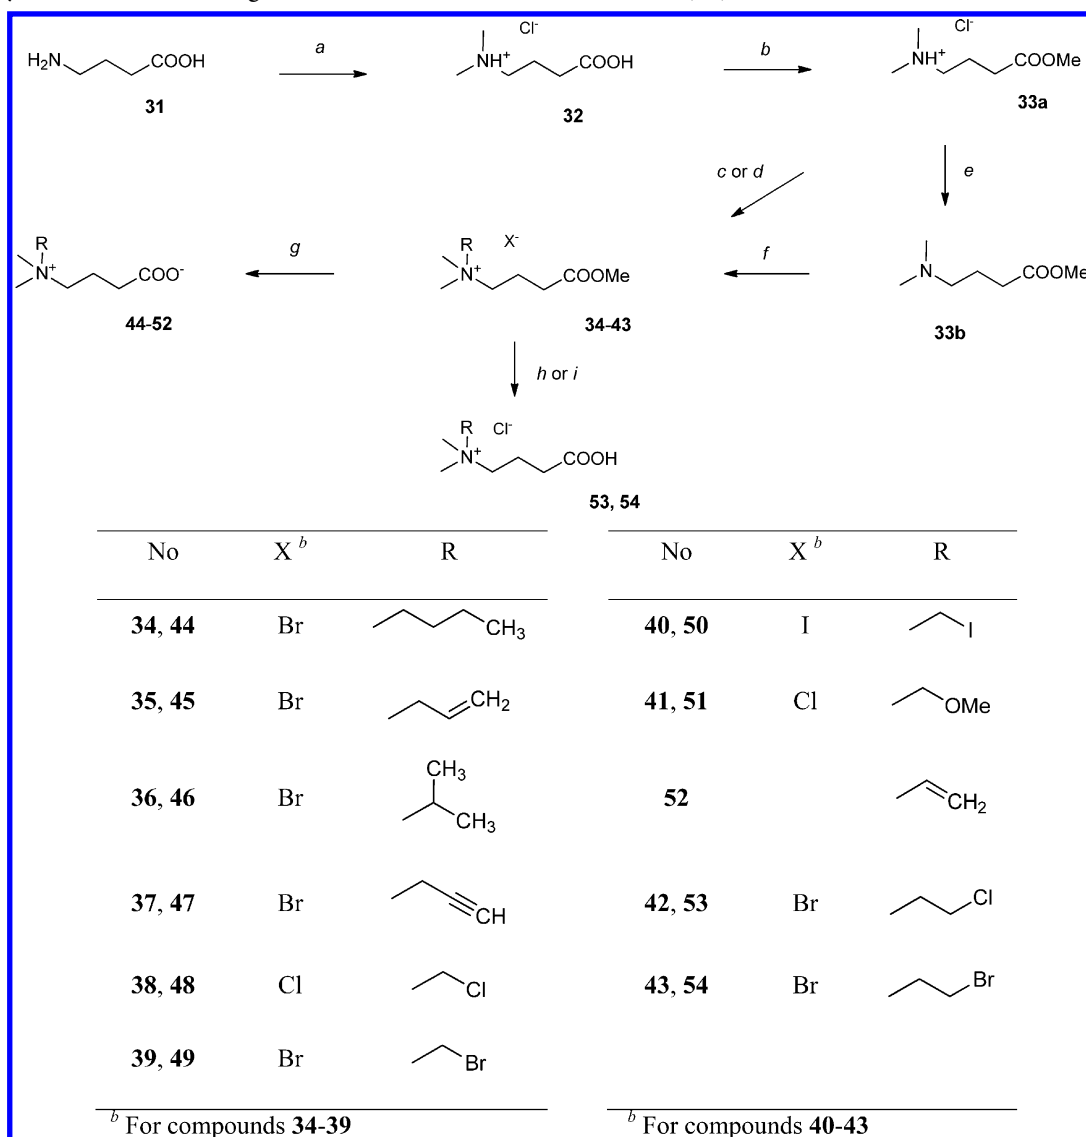 Cl-
Cl-
H2N COOH
a
NH+ COOH
b
NH+ COOMe
31
32
33a
c or d
e
R
N+ COO-
g
X-
R
N+ COOMe
f
N COOMe
44-52
34-43
33b
h or i
R Cl-
N+ COOH
53, 54
No X b R
No X b R
34, 44 Br CH3
40, 50 I I
35, 45 Br CH2
41, 51 Cl OMe
36, 46 Br CH3 CH3
52 CH2
37, 47 Br CH
42, 53 Br Cl
38, 48 Cl Cl
43, 54 Br Br
39, 49 Br Br
b For compounds 34-39
b For compounds 40-43